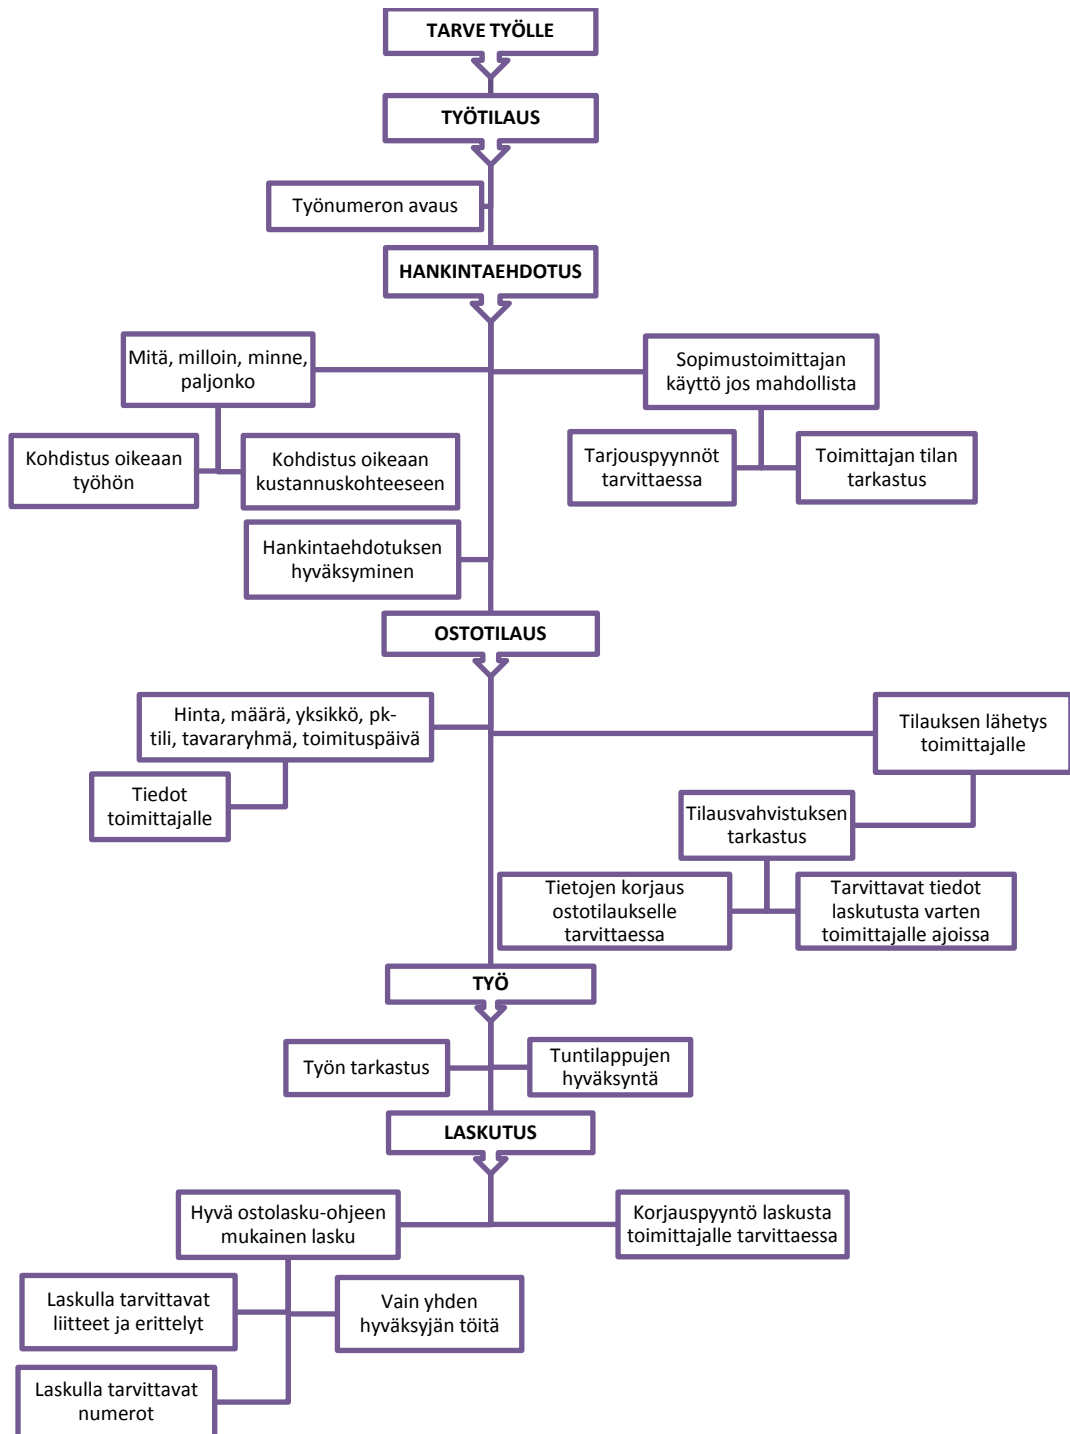 TARVE TYÖLLE
TYÖTILAUS
Työnumeron avaus
HANKINTAEHDOTUS
Mitä, milloin, minne,
paljonko
Sopimustoimittajan
käyttö jos mahdollista
Kohdistus oikeaan
työhön
Kohdistus oikeaan
kustannuskohteeseen
Tarjouspyynnöt
tarvittaessa
Toimittajan tilan
tarkastus
Hankintaehdotuksen
hyväksyminen
OSTOTILAUS
Hinta, määrä, yksikkö, pk-
tili, tavararyhmä, toimituspäivä
Tilauksen lähetys
toimittajalle
Tiedot
toimittajalle
Tilausvahvistuksen
tarkastus
Tietojen korjaus
ostotilaukselle
tarvittaessa
Tarvittavat tiedot
laskutusta varten
toimittajalle ajoissa
TYÖ
Työn tarkastus
Tuntilappujen
hyväksyntä
LASKUTUS
Hyvä ostolasku-ohjeen
mukainen lasku
Korjauspyyntö laskusta
toimittajalle tarvittaessa
Laskulla tarvittavat
liitteet ja erittelyt
Vain yhden
hyväksyjän töitä
Laskulla tarvittavat
numerot